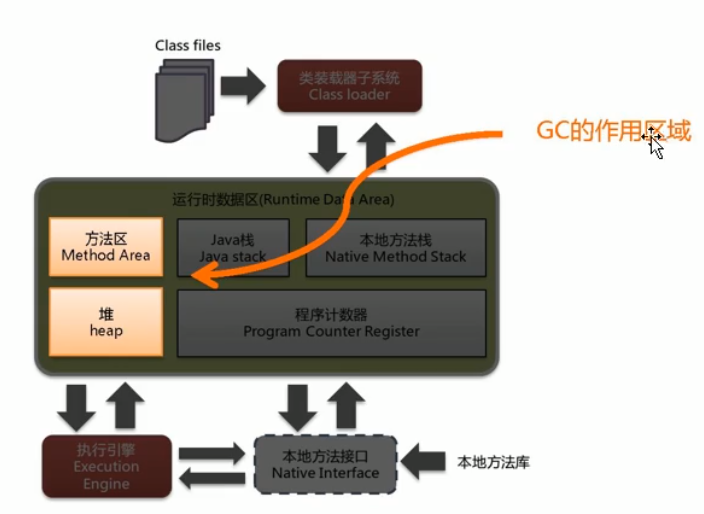 Class files
类装载器子系统
Class loader
GC的作用区域
运行时数据区(Runtime Data Area)
方法区
Method Area
Java栈
Java stack
本地方法栈
Native Method Stack
堆
heap
程序计数器
Program Counter Register
执行引擎
Execution
Engine
本地方法接口
Native Interface
本地方法库